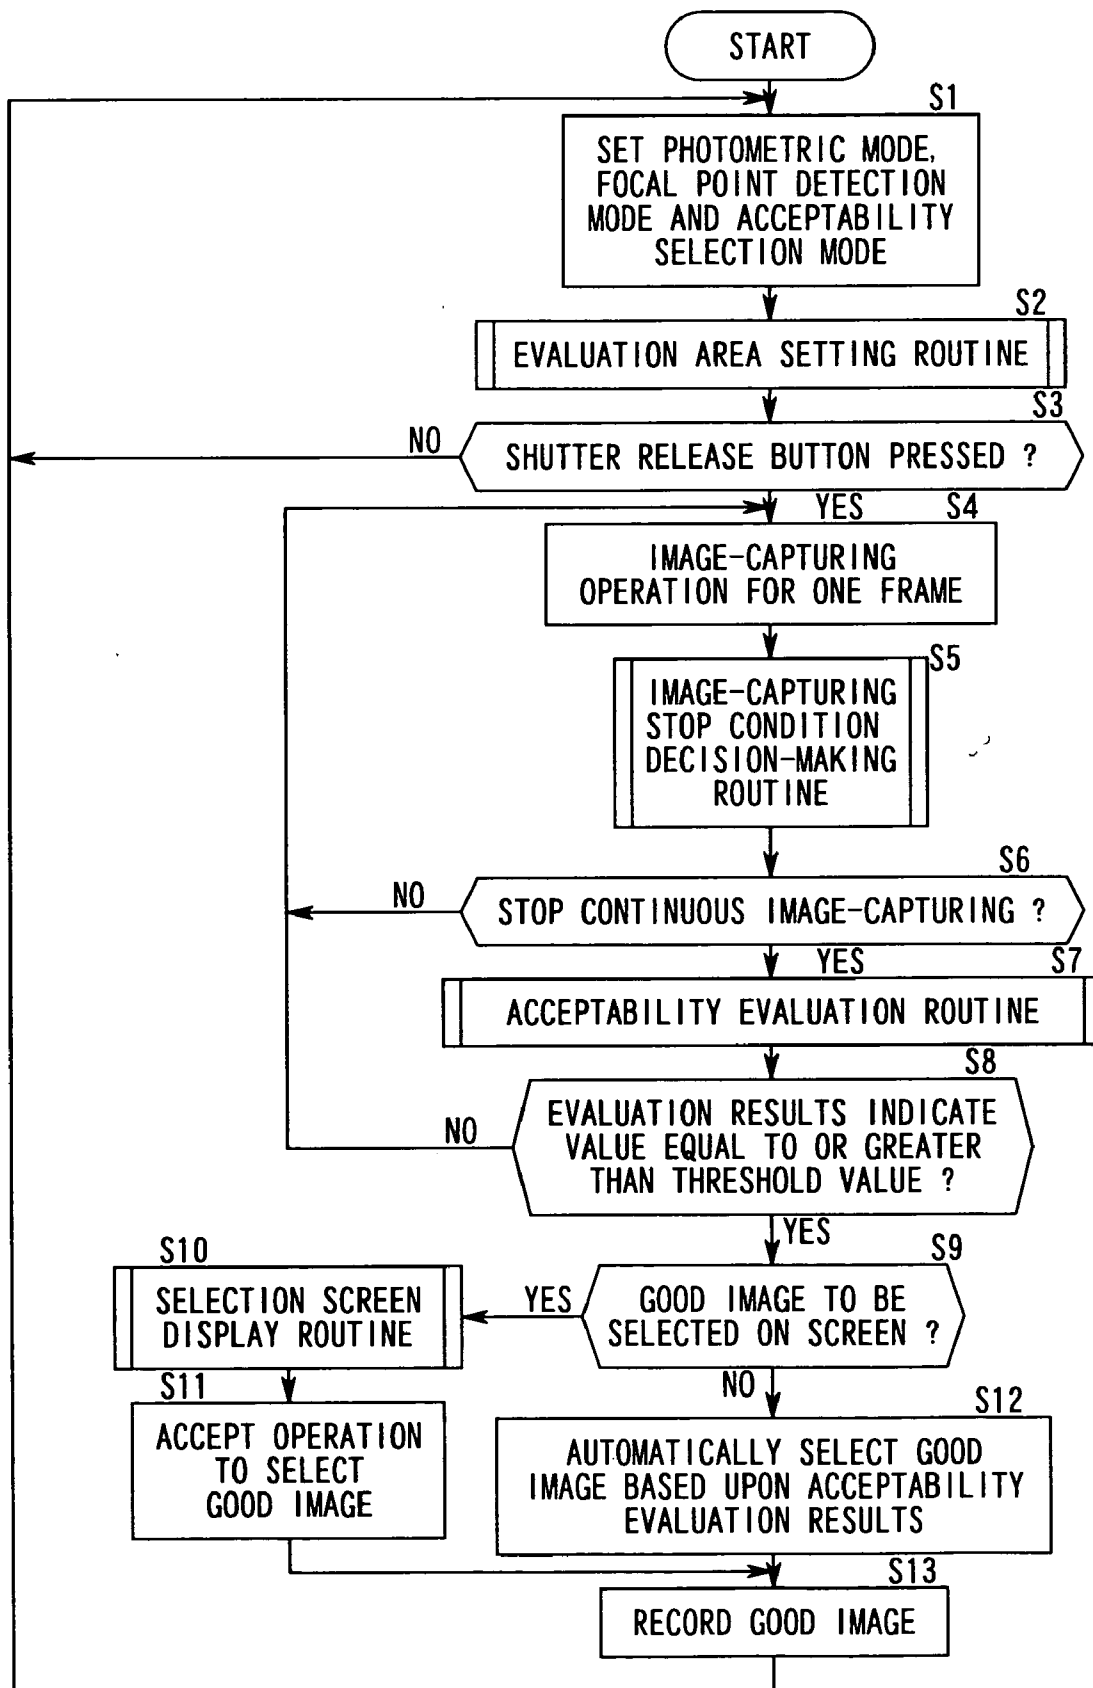 START
S1
SET PHOTOMETRIC MODE,
FOCAL POINT DETECTION
MODE AND ACCEPTABILITY
SELECTION MODE
S2
EVALUATION AREA SETTING ROUTINE
S3
NO
SHUTTER RELEASE BUTTON PRESSED ?
YES
S4
IMAGE-CAPTURING
OPERATION FOR ONE FRAME
S5
IMAGE-CAPTURING
STOP CONDITION
DECISION-MAKING
ROUTINE
S6
NO
STOP CONTINUOUS IMAGE-CAPTURING ?
YES
S7
ACCEPTABILITY EVALUATION ROUTINE
S8
NO
EVALUATION RESULTS INDICATE
VALUE EQUAL TO OR GREATER
THAN THRESHOLD VALUE ?
YES
S9
GOOD IMAGE TO BE
SELECTED ON SCREEN ?
YES
S10
SELECTION SCREEN
DISPLAY ROUTINE
S11
ACCEPT OPERATION
TO SELECT
GOOD IMAGE
NO
S12
AUTOMATICALLY SELECT GOOD
IMAGE BASED UPON ACCEPTABILITY
EVALUATION RESULTS
S13
RECORD GOOD IMAGE